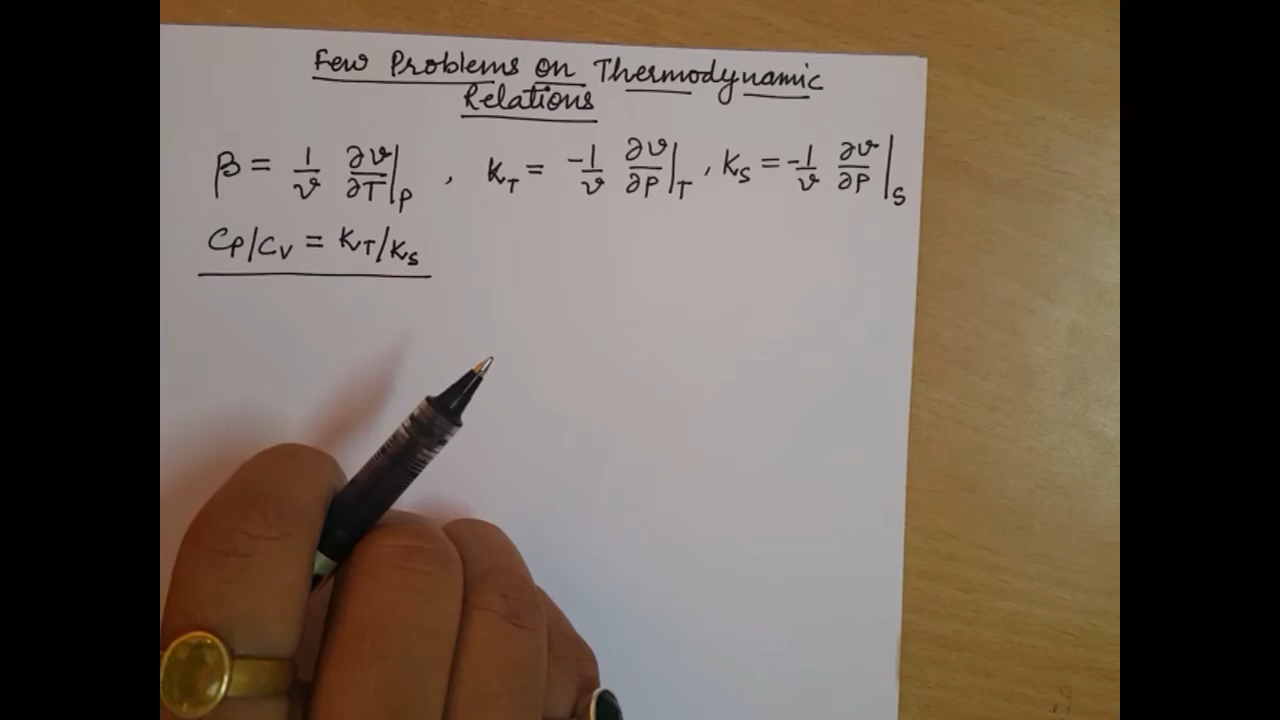 Few Problems on Thermodynamic
Relations
β = 1/v ∂v/∂T|P , KT = -1/v ∂v/∂P|T , KS = -1/v ∂v/∂P|S
CP/CV = KT/KS